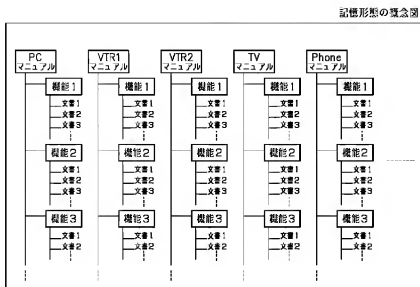 記憶形態の概念図
PC マニュアル
VTR1 マニュアル
VTR2 マニュアル
TV マニュアル
Phone マニュアル
機能1 機能1 機能1 機能1 機能1
文書1 文書1 文書1 文書1 文書1
文書2 文書2 文書2 文書2 文書2
文書3 文書3 文書3 文書3 文書3
機能2 機能2 機能2 機能2 機能2
文書1 文書1 文書1 文書1 文書1
文書2 文書2 文書2 文書2 文書2
文書3 文書3 文書3 文書3 文書3
機能3 機能3 機能3 機能3 機能3
文書1 文書1 文書1 文書1 文書1
文書2 文書2 文書2 文書2 文書2